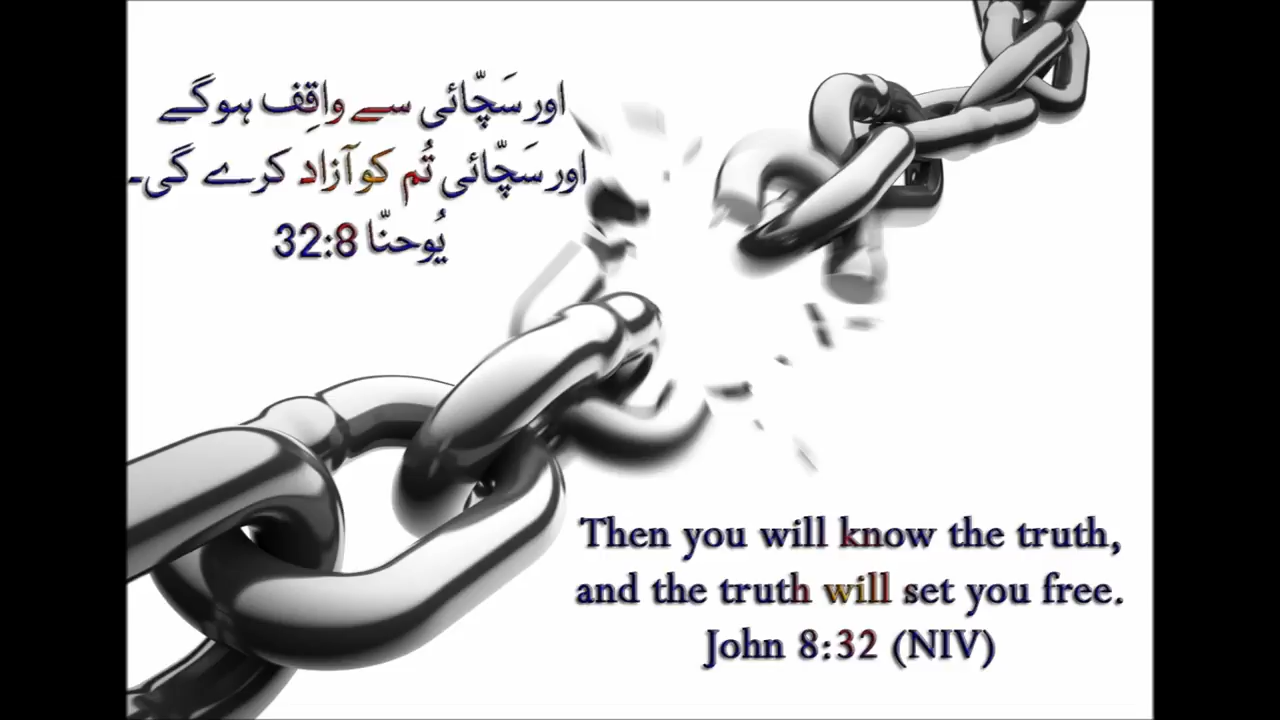 اور سَچّائی سے واقِف ہوگے
اور سَچّائی تُم کو آزاد کرے گی۔
یُوحنّا 32:8
Then you will know the truth,
and the truth will set you free.
John 8:32 (NIV)